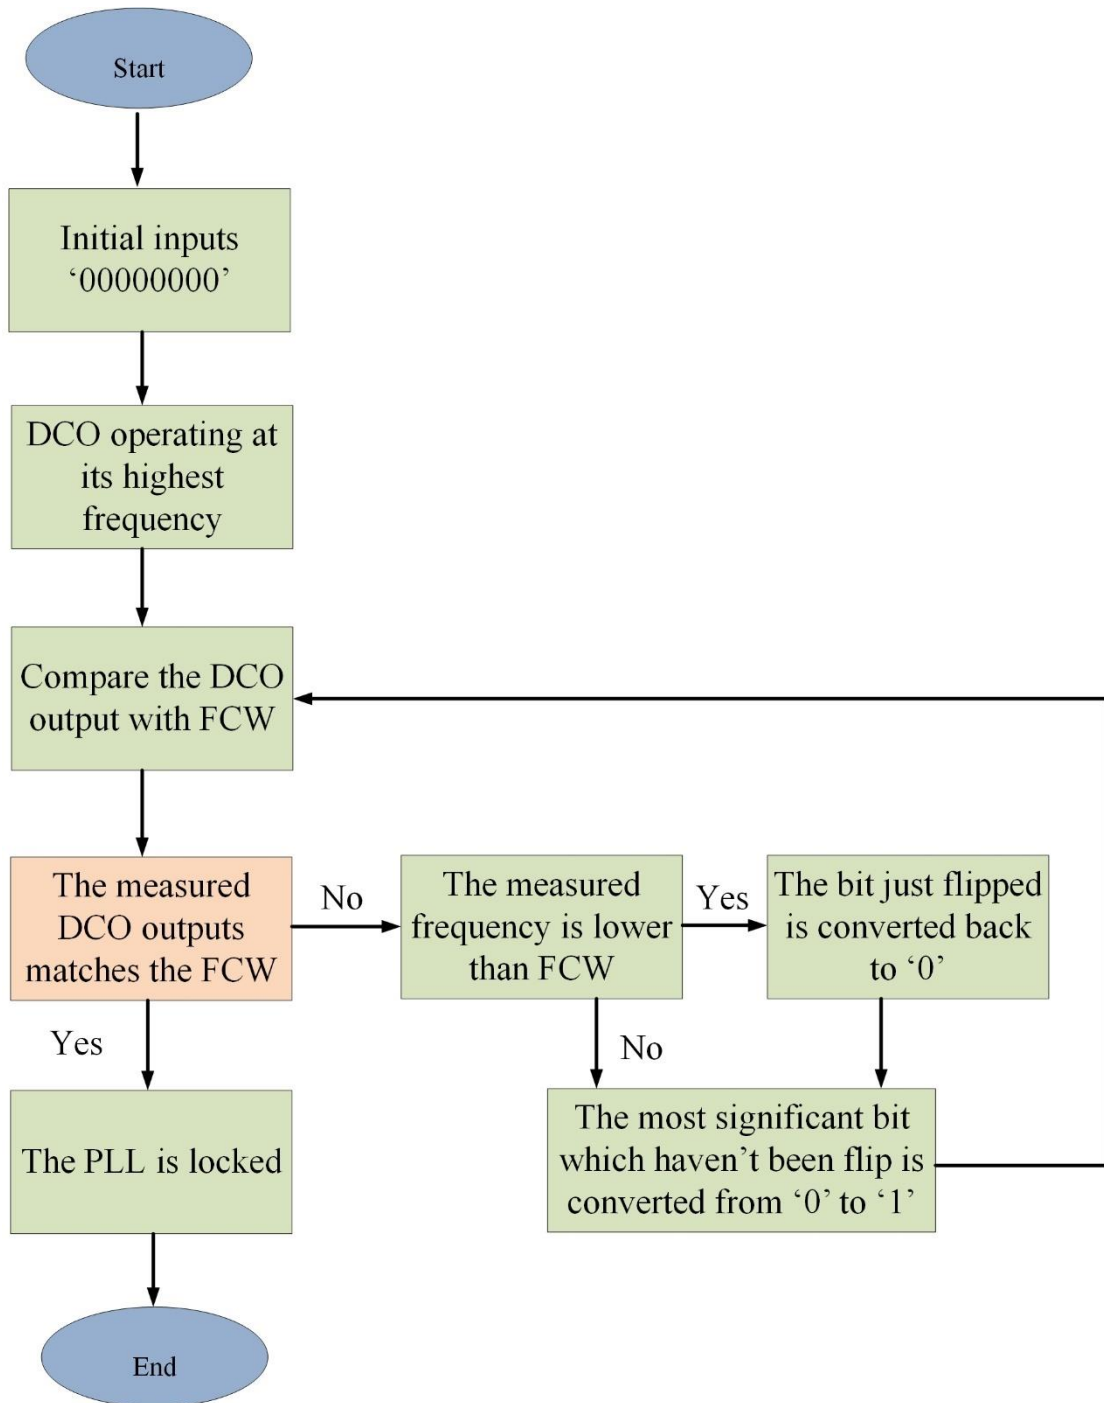 Start
Initial inputs
‘00000000’
DCO operating at
its highest
frequency
Compare the DCO
output with FCW
The measured
DCO outputs
matches the FCW
No
The measured
frequency is lower
than FCW
Yes
The bit just flipped
is converted back
to ‘0’
Yes
No
The PLL is locked
The most significant bit
which haven’t been flip is
converted from ‘0’ to ‘1’
End